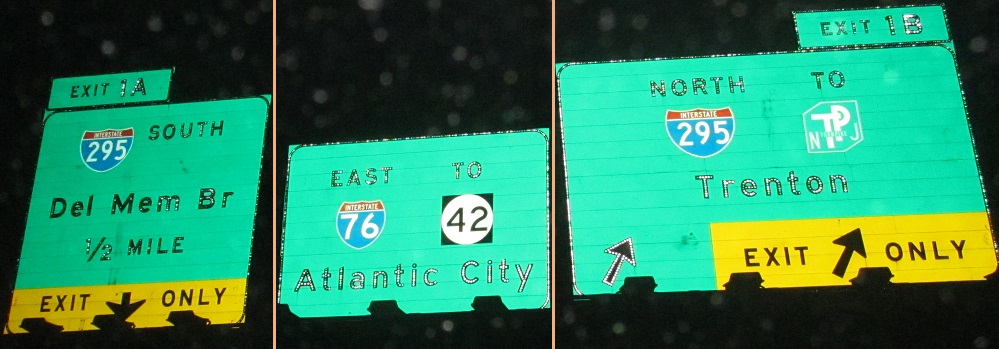 EXIT 1A
SOUTH
INTERSTATE
295
Del Mem Br
1/2 MILE
EXIT ONLY
EAST TO
INTERSTATE
76
42
Atlantic City
EXIT 1B
NORTH TO
INTERSTATE
295
TP
TURNPIKE
N J
Trenton
EXIT ONLY